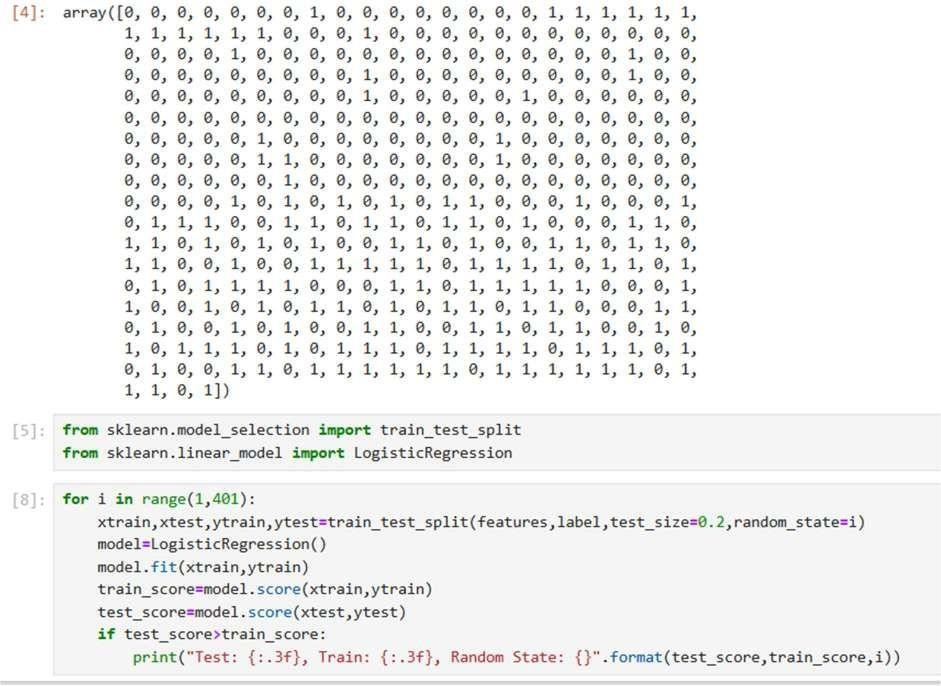 [4]: array([0, 0, 0, 0, 0, 0, 0, 1, 0, 0, 0, 0, 0, 0, 0, 0, 1, 1, 1, 1, 1, 1,
1, 1, 1, 1, 1, 1, 0, 0, 0, 1, 0, 0, 0, 0, 0, 0, 0, 0, 0, 0, 0, 0,
0, 0, 0, 0, 1, 0, 0, 0, 0, 0, 0, 0, 0, 0, 0, 0, 0, 0, 0, 1, 0, 0,
0, 0, 0, 0, 0, 0, 0, 0, 0, 1, 0, 0, 0, 0, 0, 0, 0, 0, 0, 1, 0, 0,
0, 0, 0, 0, 0, 0, 0, 0, 0, 1, 0, 0, 0, 0, 0, 1, 0, 0, 0, 0, 0, 0,
0, 0, 0, 0, 0, 0, 0, 0, 0, 0, 0, 0, 0, 0, 0, 0, 0, 0, 0, 0, 0, 0,
0, 0, 0, 0, 0, 1, 0, 0, 0, 0, 0, 0, 0, 0, 1, 0, 0, 0, 0, 0, 0, 0,
0, 0, 0, 0, 0, 1, 1, 0, 0, 0, 0, 0, 0, 0, 1, 0, 0, 0, 0, 0, 0, 0,
0, 0, 0, 0, 0, 0, 1, 0, 0, 0, 0, 0, 0, 0, 0, 0, 0, 0, 0, 0, 0, 0,
0, 0, 0, 0, 1, 0, 1, 0, 1, 0, 1, 0, 1, 1, 0, 0, 0, 1, 0, 0, 0, 1,
0, 1, 1, 1, 0, 0, 1, 1, 0, 1, 1, 1, 0, 1, 0, 1, 0, 0, 0, 1, 1, 0,
1, 1, 0, 1, 0, 1, 0, 1, 0, 0, 1, 1, 0, 1, 0, 0, 1, 1, 0, 1, 1, 0,
1, 1, 0, 0, 1, 0, 0, 1, 1, 1, 1, 1, 0, 1, 1, 1, 1, 0, 1, 1, 0, 1,
0, 1, 0, 1, 1, 1, 1, 0, 0, 0, 1, 1, 0, 1, 1, 1, 1, 1, 0, 0, 0, 1,
1, 0, 0, 1, 0, 1, 0, 1, 1, 0, 1, 0, 1, 1, 0, 1, 1, 0, 0, 0, 1, 1,
0, 1, 0, 0, 1, 0, 1, 0, 0, 1, 1, 0, 0, 1, 1, 0, 1, 1, 0, 0, 1, 0,
1, 0, 1, 1, 1, 0, 1, 0, 1, 1, 1, 0, 1, 1, 1, 1, 0, 1, 1, 1, 0, 1,
0, 1, 0, 0, 1, 1, 0, 1, 1, 1, 1, 1, 1, 0, 1, 1, 1, 1, 1, 1, 0, 1,
1, 1, 0, 1])
[5]: from sklearn.model_selection import train_test_split
from sklearn.linear_model import LogisticRegression
[8]: for i in range(1,401):
xtrain,xtest,ytrain,ytest=train_test_split(features,label,test_size=0.2,random_state=i)
model=LogisticRegression()
model.fit(xtrain,ytrain)
train_score=model.score(xtrain,ytrain)
test_score=model.score(xtest,ytest)
if test_score>train_score:
print("Test: {:.3f}, Train: {:.3f}, Random State: {}".format(test_score,train_score,i))